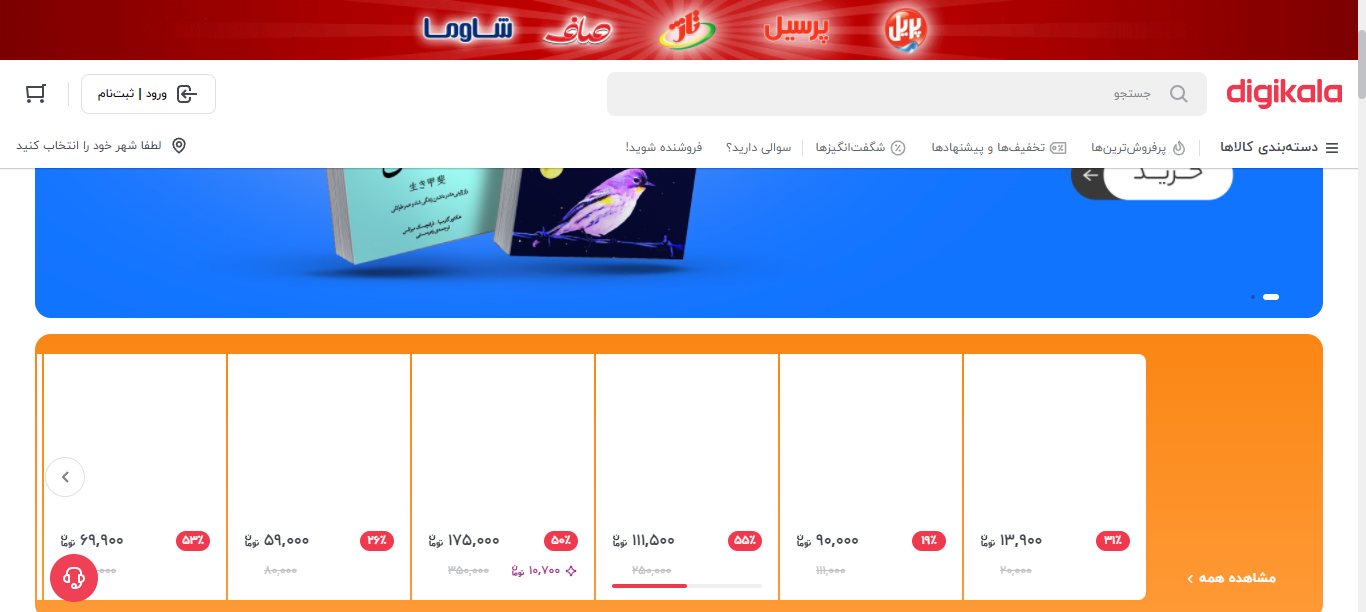 پریل پرسیل تاژ صاف شاوما
digikala
جستجو
ورود | ثبت‌نام
دسته‌بندی کالاها
پرفروش‌ترین‌ها
تخفیف‌ها و پیشنهادها
شگفت‌انگیزها
سوالی دارید؟
فروشنده شوید!
لطفا شهر خود را انتخاب کنید
خرید
生き甲斐
۳۱٪ ۱۳,۹۰۰ تومان
۲۰,۰۰۰
۱۹٪ ۹۰,۰۰۰ تومان
۱۱۱,۰۰۰
۵۵٪ ۱۱۱,۵۰۰ تومان
۲۵۰,۰۰۰
۵۰٪ ۱۷۵,۰۰۰ تومان
۱۰,۷۰۰ تومان ۳۵۰,۰۰۰
۲۶٪ ۵۹,۰۰۰ تومان
۸۰,۰۰۰
۵۳٪ ۶۹,۹۰۰ تومان
مشاهده همه